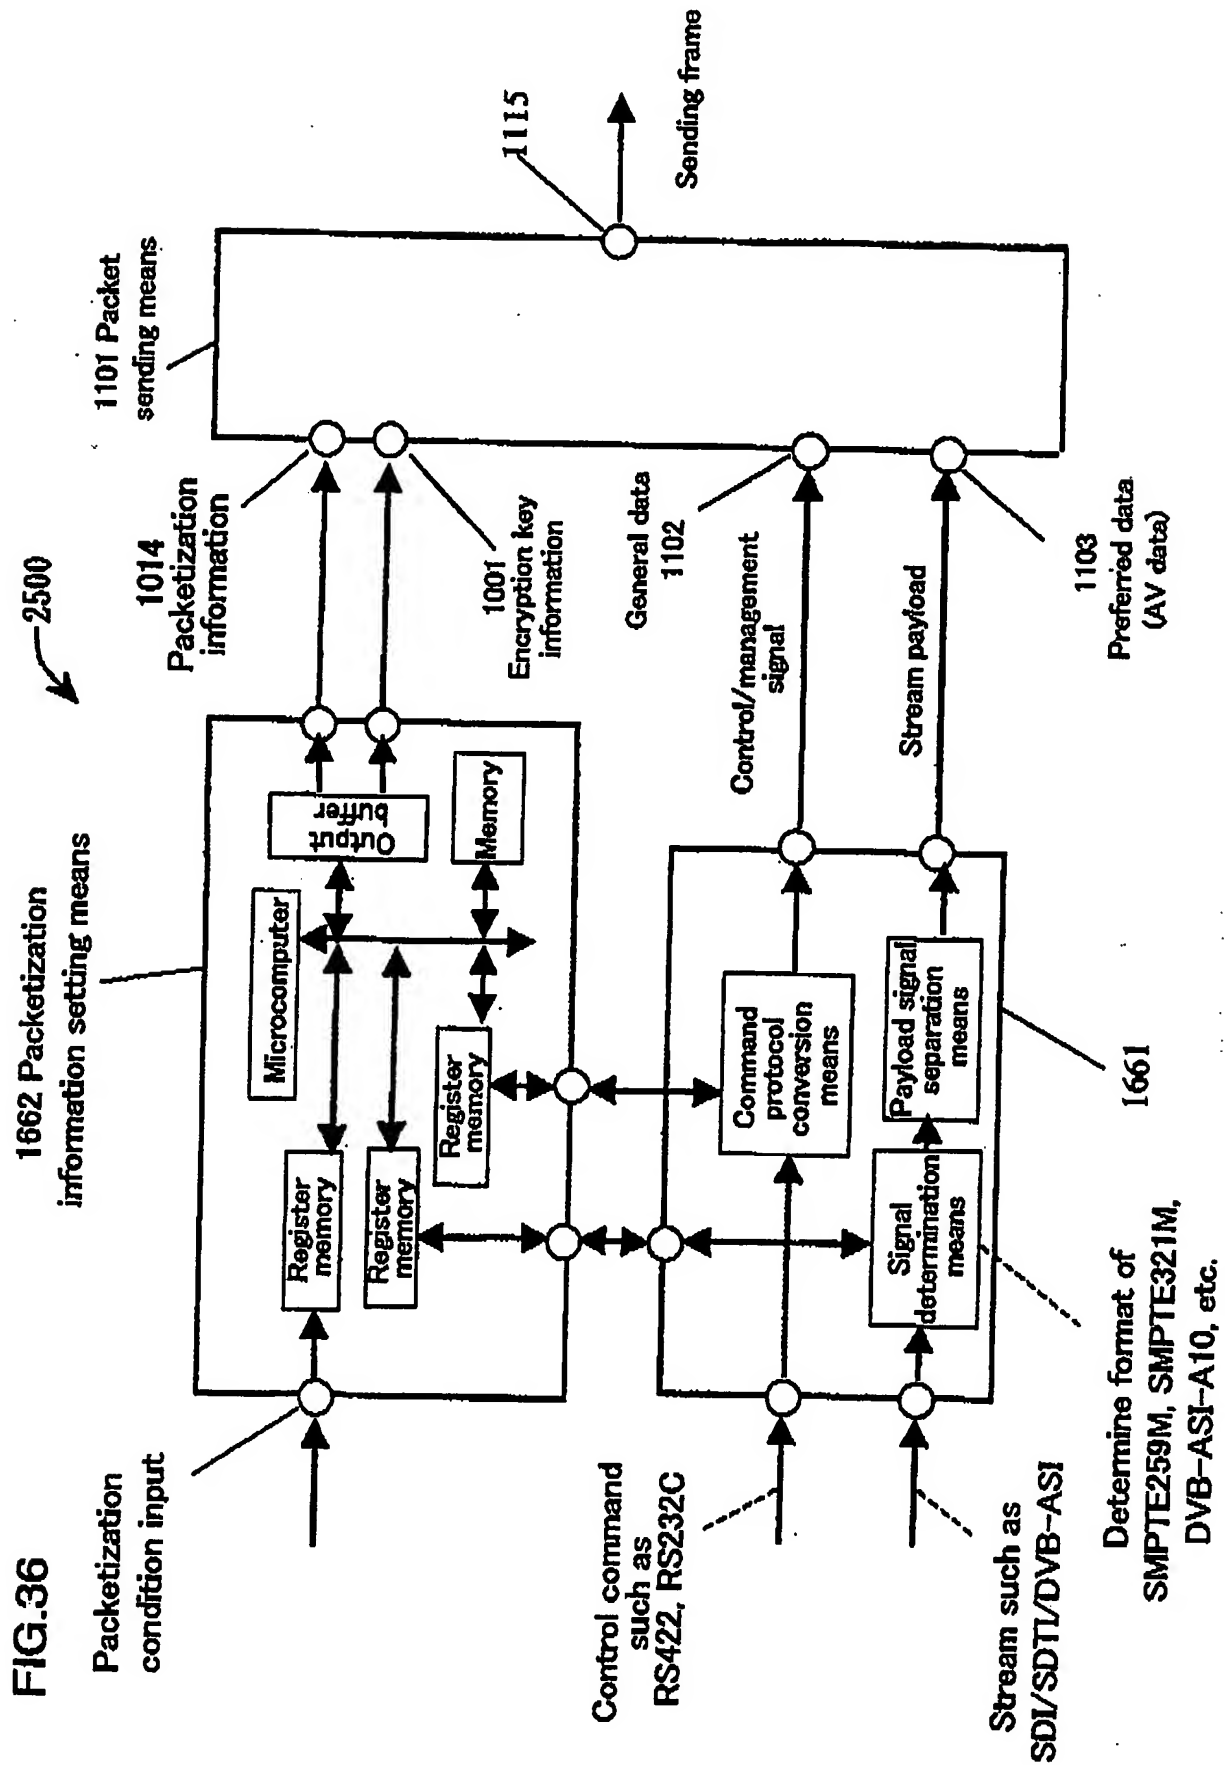 FIG.36
2500
1662 Packetization
information setting means
Packetization
condition input
Microcomputer
Register
memory
Register
memory
Register
memory
Output
buffer
Memory
1014
Packetization
information
1001
Encryption key
information
1101 Packet
sending means
1115
Sending frame
General data
1102
Control/management
signal
Stream payload
1103
Preferred data
(AV data)
Command
protocol
conversion
means
Payload signal
separation
means
Signal
determination
means
1661
Control command
such as
RS422, RS232C
Stream such as
SDI/SDTI/DVB-ASI
Determine format of
SMPTE259M, SMPTE321M,
DVB-ASI-A10, etc.